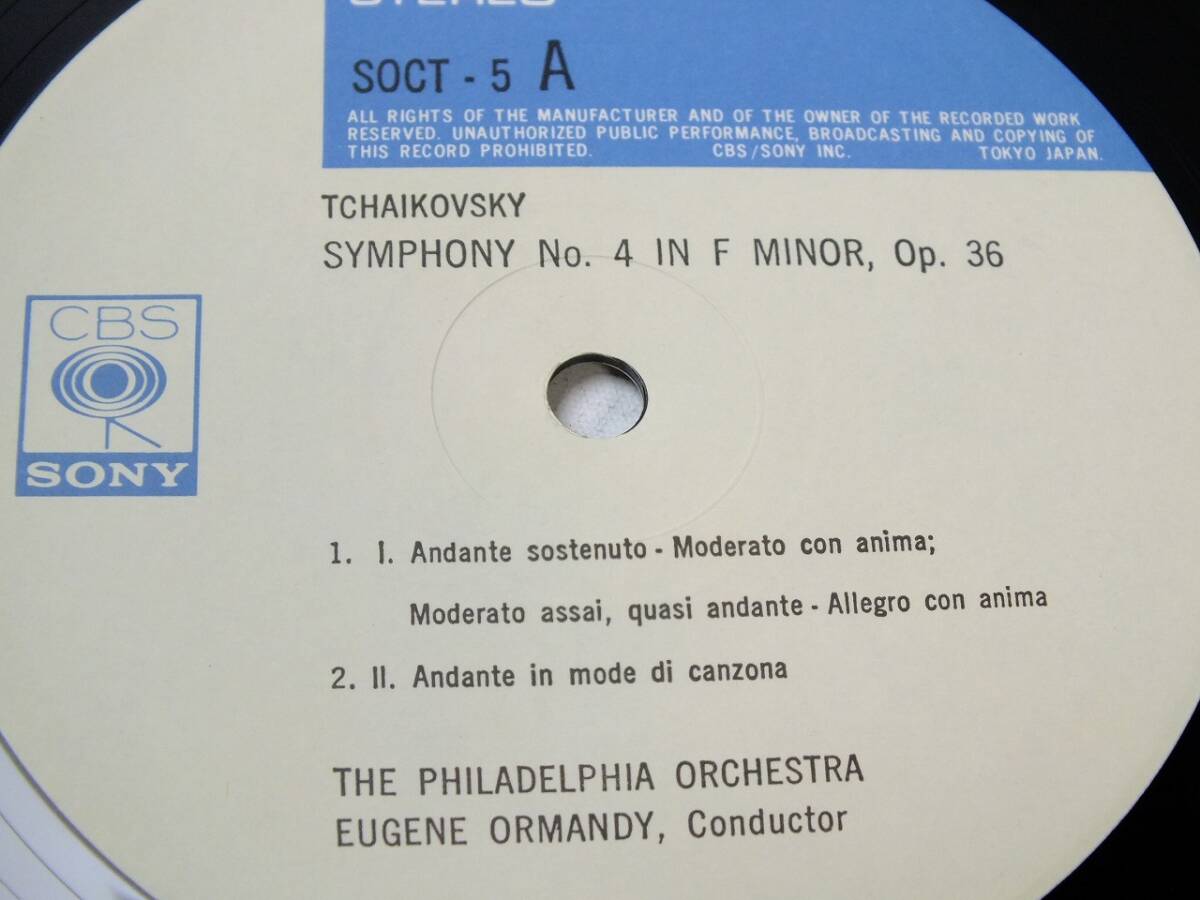 STEREO
SOCT - 5 A
ALL RIGHTS OF THE MANUFACTURER AND OF THE OWNER OF THE RECORDED WORK
RESERVED. UNAUTHORIZED PUBLIC PERFORMANCE, BROADCASTING AND COPYING OF
THIS RECORD PROHIBITED. CBS/SONY INC. TOKYO JAPAN.
TCHAIKOVSKY
SYMPHONY No. 4 IN F MINOR, Op. 36
CBS
SONY
1. I. Andante sostenuto - Moderato con anima;
Moderato assai, quasi andante - Allegro con anima
2. II. Andante in mode di canzona
THE PHILADELPHIA ORCHESTRA
EUGENE ORMANDY, Conductor